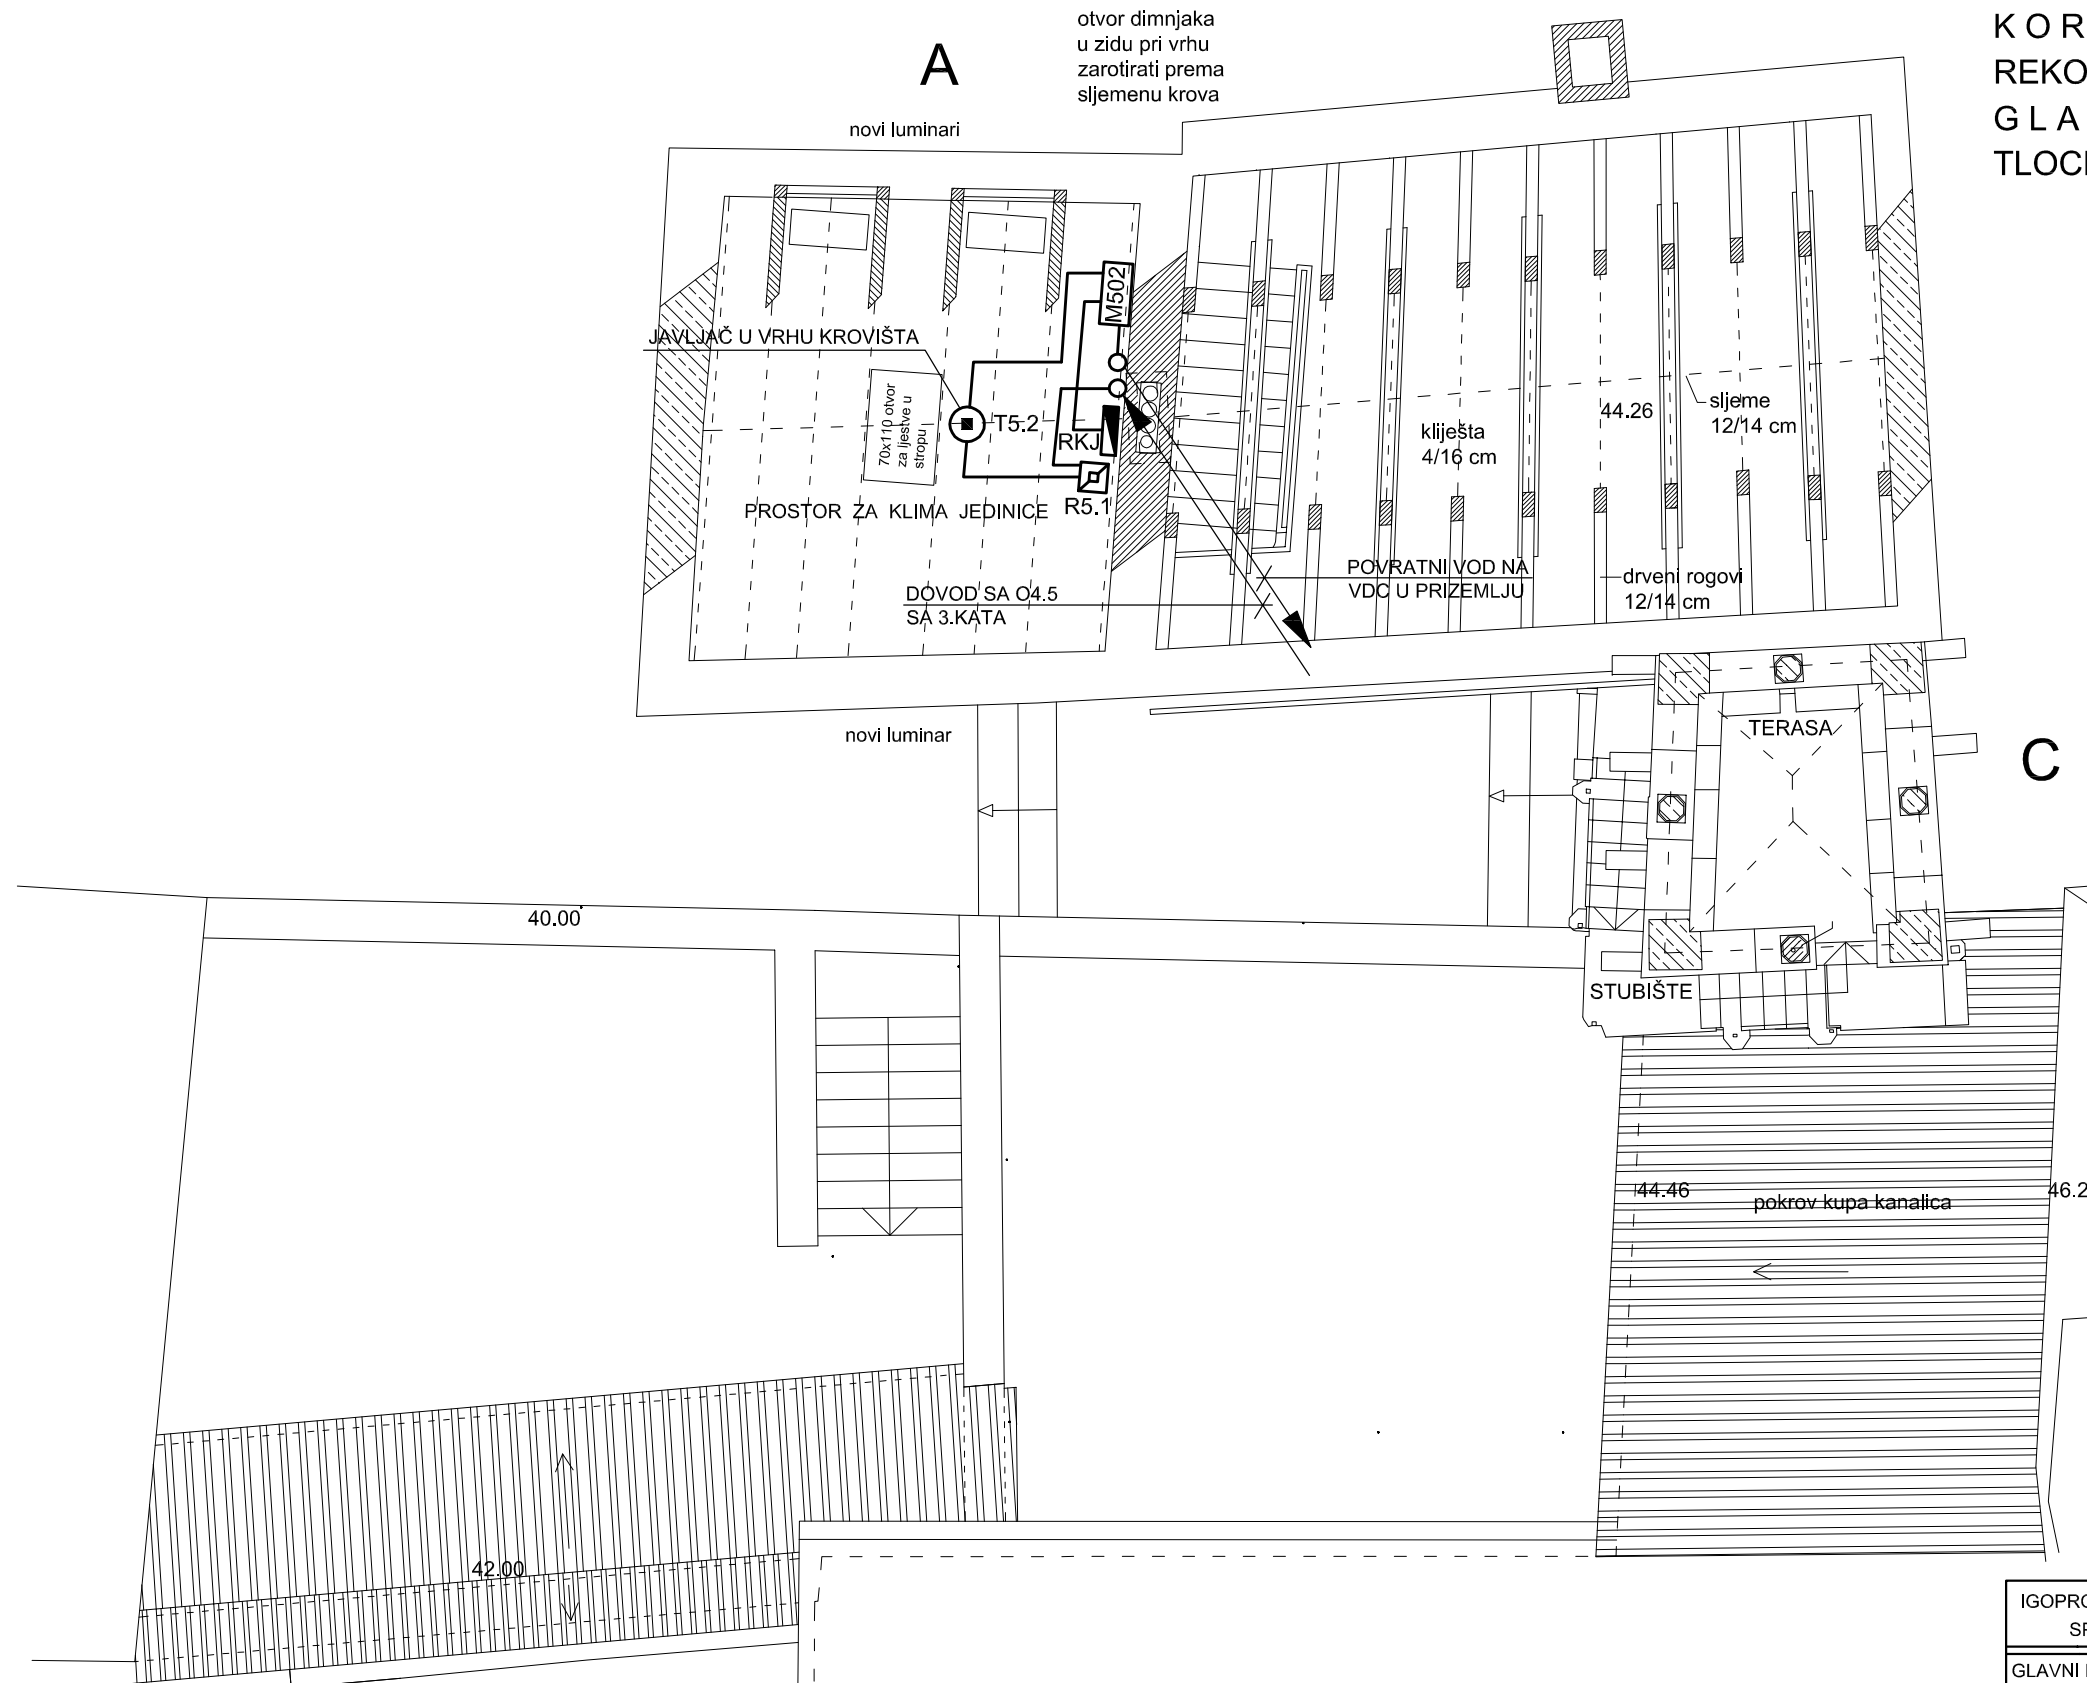 otvor dimnjaka
u zidu pri vrhu
zarotirati prema
sljemenu krova
A
novi luminari
K O R
REKO
G L A
JAVLJAČ U VRHU KROVIŠTA
M502
70x110 otvor
za ljestve u
stropu
T5.2
RKJ
R5.1
PROSTOR ZA KLIMA JEDINICE
DOVOD SA O4.5
SA 3.KATA
POVRATNI VOD NA
VDC U PRIZEMLJU
kliješta
4/16 cm
44.26
sljeme
12/14 cm
drveni rogovi
12/14 cm
novi luminar
TERASA
C
40.00
STUBIŠTE
44.46
pokrov kupa kanalica
46.2
42.00
IGOPRO
GLAVNI